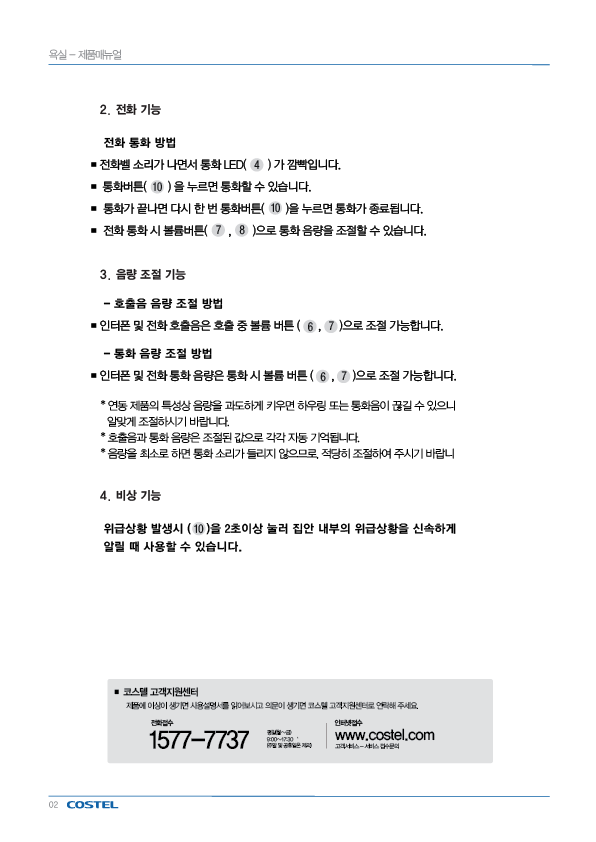 욕실 - 제품매뉴얼
2. 전화 기능
전화 통화 방법
■ 전화벨 소리가 나면서 통화 LED( 4 ) 가 깜빡입니다.
■ 통화버튼( 10 ) 을 누르면 통화할 수 있습니다.
■ 통화가 끝나면 다시 한 번 통화버튼( 10 )을 누르면 통화가 종료됩니다.
■ 전화 통화 시 볼륨버튼( 7 , 8 )으로 통화 음량을 조절할 수 있습니다.
3. 음량 조절 기능
- 호출음 음량 조절 방법
■ 인터폰 및 전화 호출음은 호출 중 볼륨 버튼 ( 6 , 7 )으로 조절 가능합니다.
- 통화 음량 조절 방법
■ 인터폰 및 전화 통화 음량은 통화 시 볼륨 버튼 ( 6 , 7 )으로 조절 가능합니다.
* 연동 제품의 특성상 음량을 과도하게 키우면 하우링 또는 통화음이 끊길 수 있으니
알맞게 조절하시기 바랍니다.
* 호출음과 통화 음량은 조절된 값으로 각각 자동 기억됩니다.
* 음량을 최소로 하면 통화 소리가 들리지 않으므로, 적당히 조절하여 주시기 바랍니
4. 비상 기능
위급상황 발생시 ( 10 )을 2초이상 눌러 집안 내부의 위급상황을 신속하게
알릴 때 사용할 수 있습니다.
■ 코스텔 고객지원센터
제품에 이상이 생기면 사용설명서를 읽어보시고 의문이 생기면 코스텔 고객지원센터로 연락해 주세요.
전화접수
1577-7737
평일(월~금)
9:00~17:30
(주말 및 공휴일은 제외)
인터넷접수
www.costel.com
고객서비스 - 서비스 접수문의
02 COSTEL